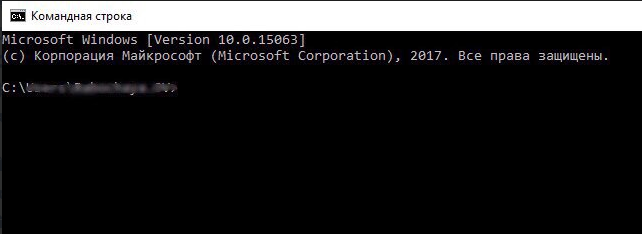 Командная строка
Microsoft Windows [Version 10.0.15063]
(с) Корпорация Майкрософт (Microsoft Corporation), 2017. Все права защищены.
C:\